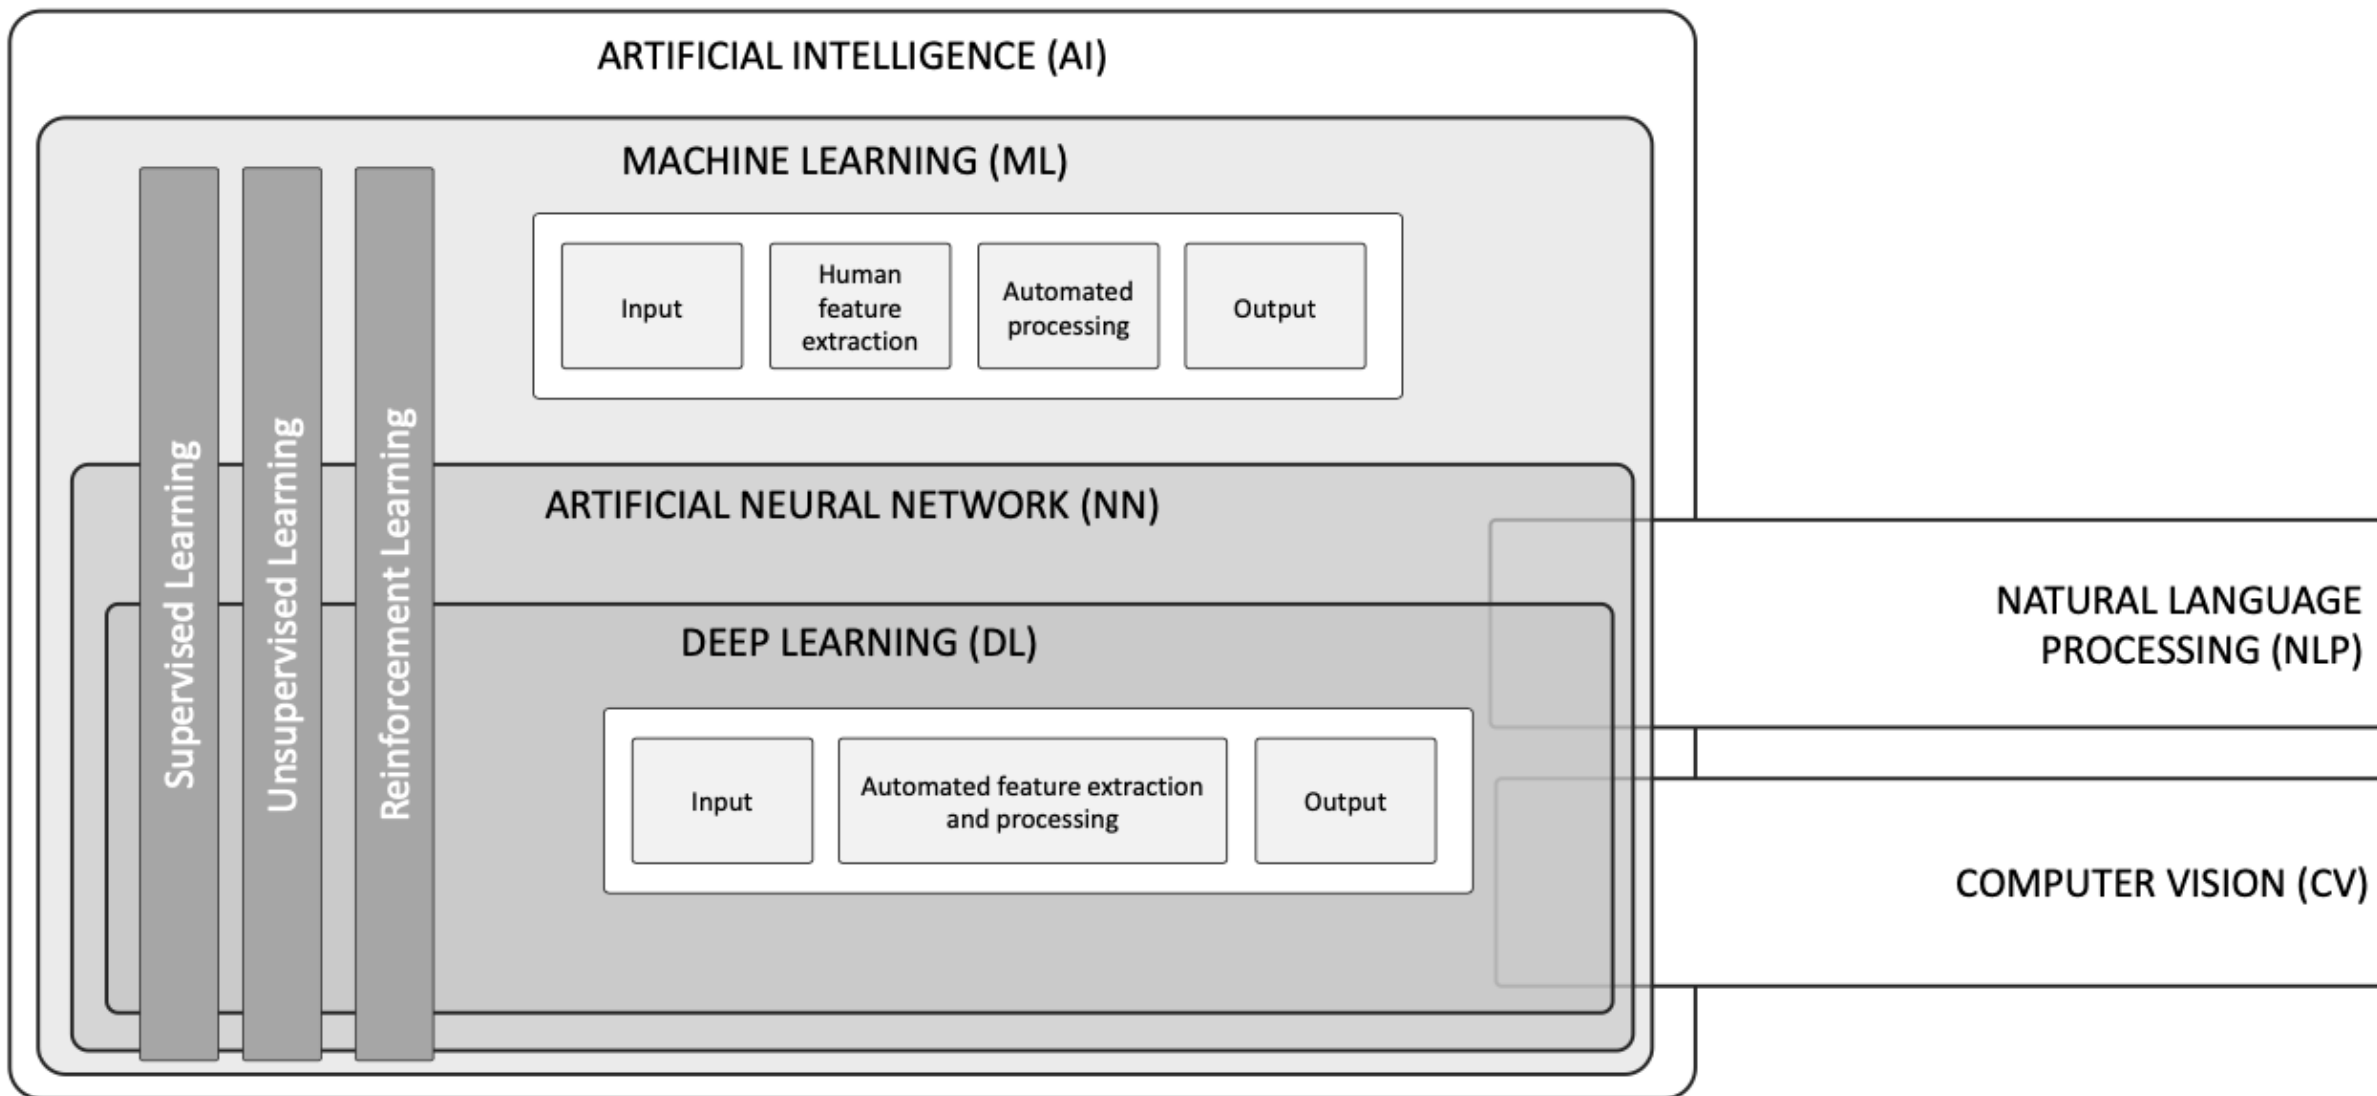 ARTIFICIAL INTELLIGENCE (AI)
MACHINE LEARNING (ML)
Input
Human
feature
extraction
Automated
processing
Output
Supervised Learning
Unsupervised Learning
Reinforcement Learning
ARTIFICIAL NEURAL NETWORK (NN)
DEEP LEARNING (DL)
Input
Automated feature extraction
and processing
Output
NATURAL LANGUAGE
PROCESSING (NLP)
COMPUTER VISION (CV)